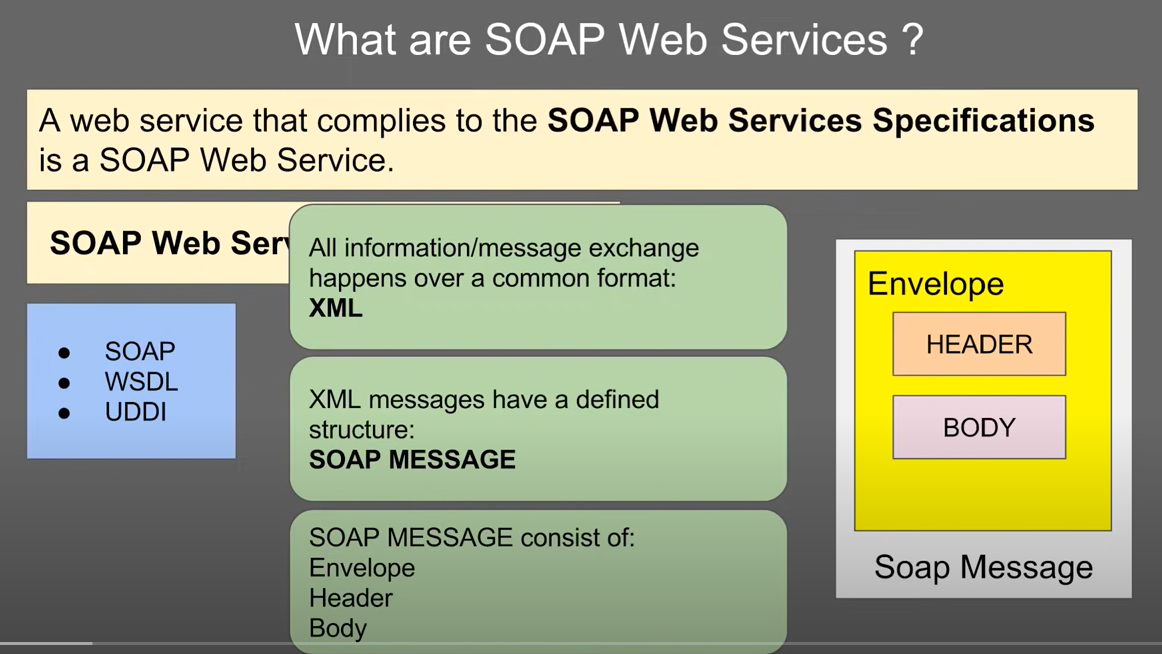 What are SOAP Web Services ?
A web service that complies to the SOAP Web Services Specifications
is a SOAP Web Service.
SOAP Web
All information/message exchange
happens over a common format:
XML
● SOAP
● WSDL
● UDDI
XML messages have a defined
structure:
SOAP MESSAGE
SOAP MESSAGE consist of:
Envelope
Header
Body
Envelope
HEADER
BODY
Soap Message